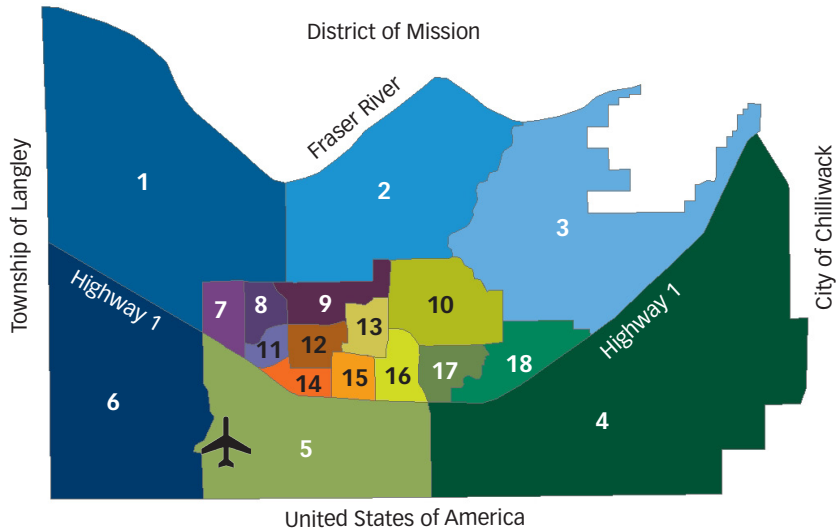 District of Mission
Fraser River
Township of Langley
City of Chilliwack
1
2
3
Highway 1
7
8
9
10
13
Highway 1
11
12
14
15
16
17
18
6
5
4
United States of America